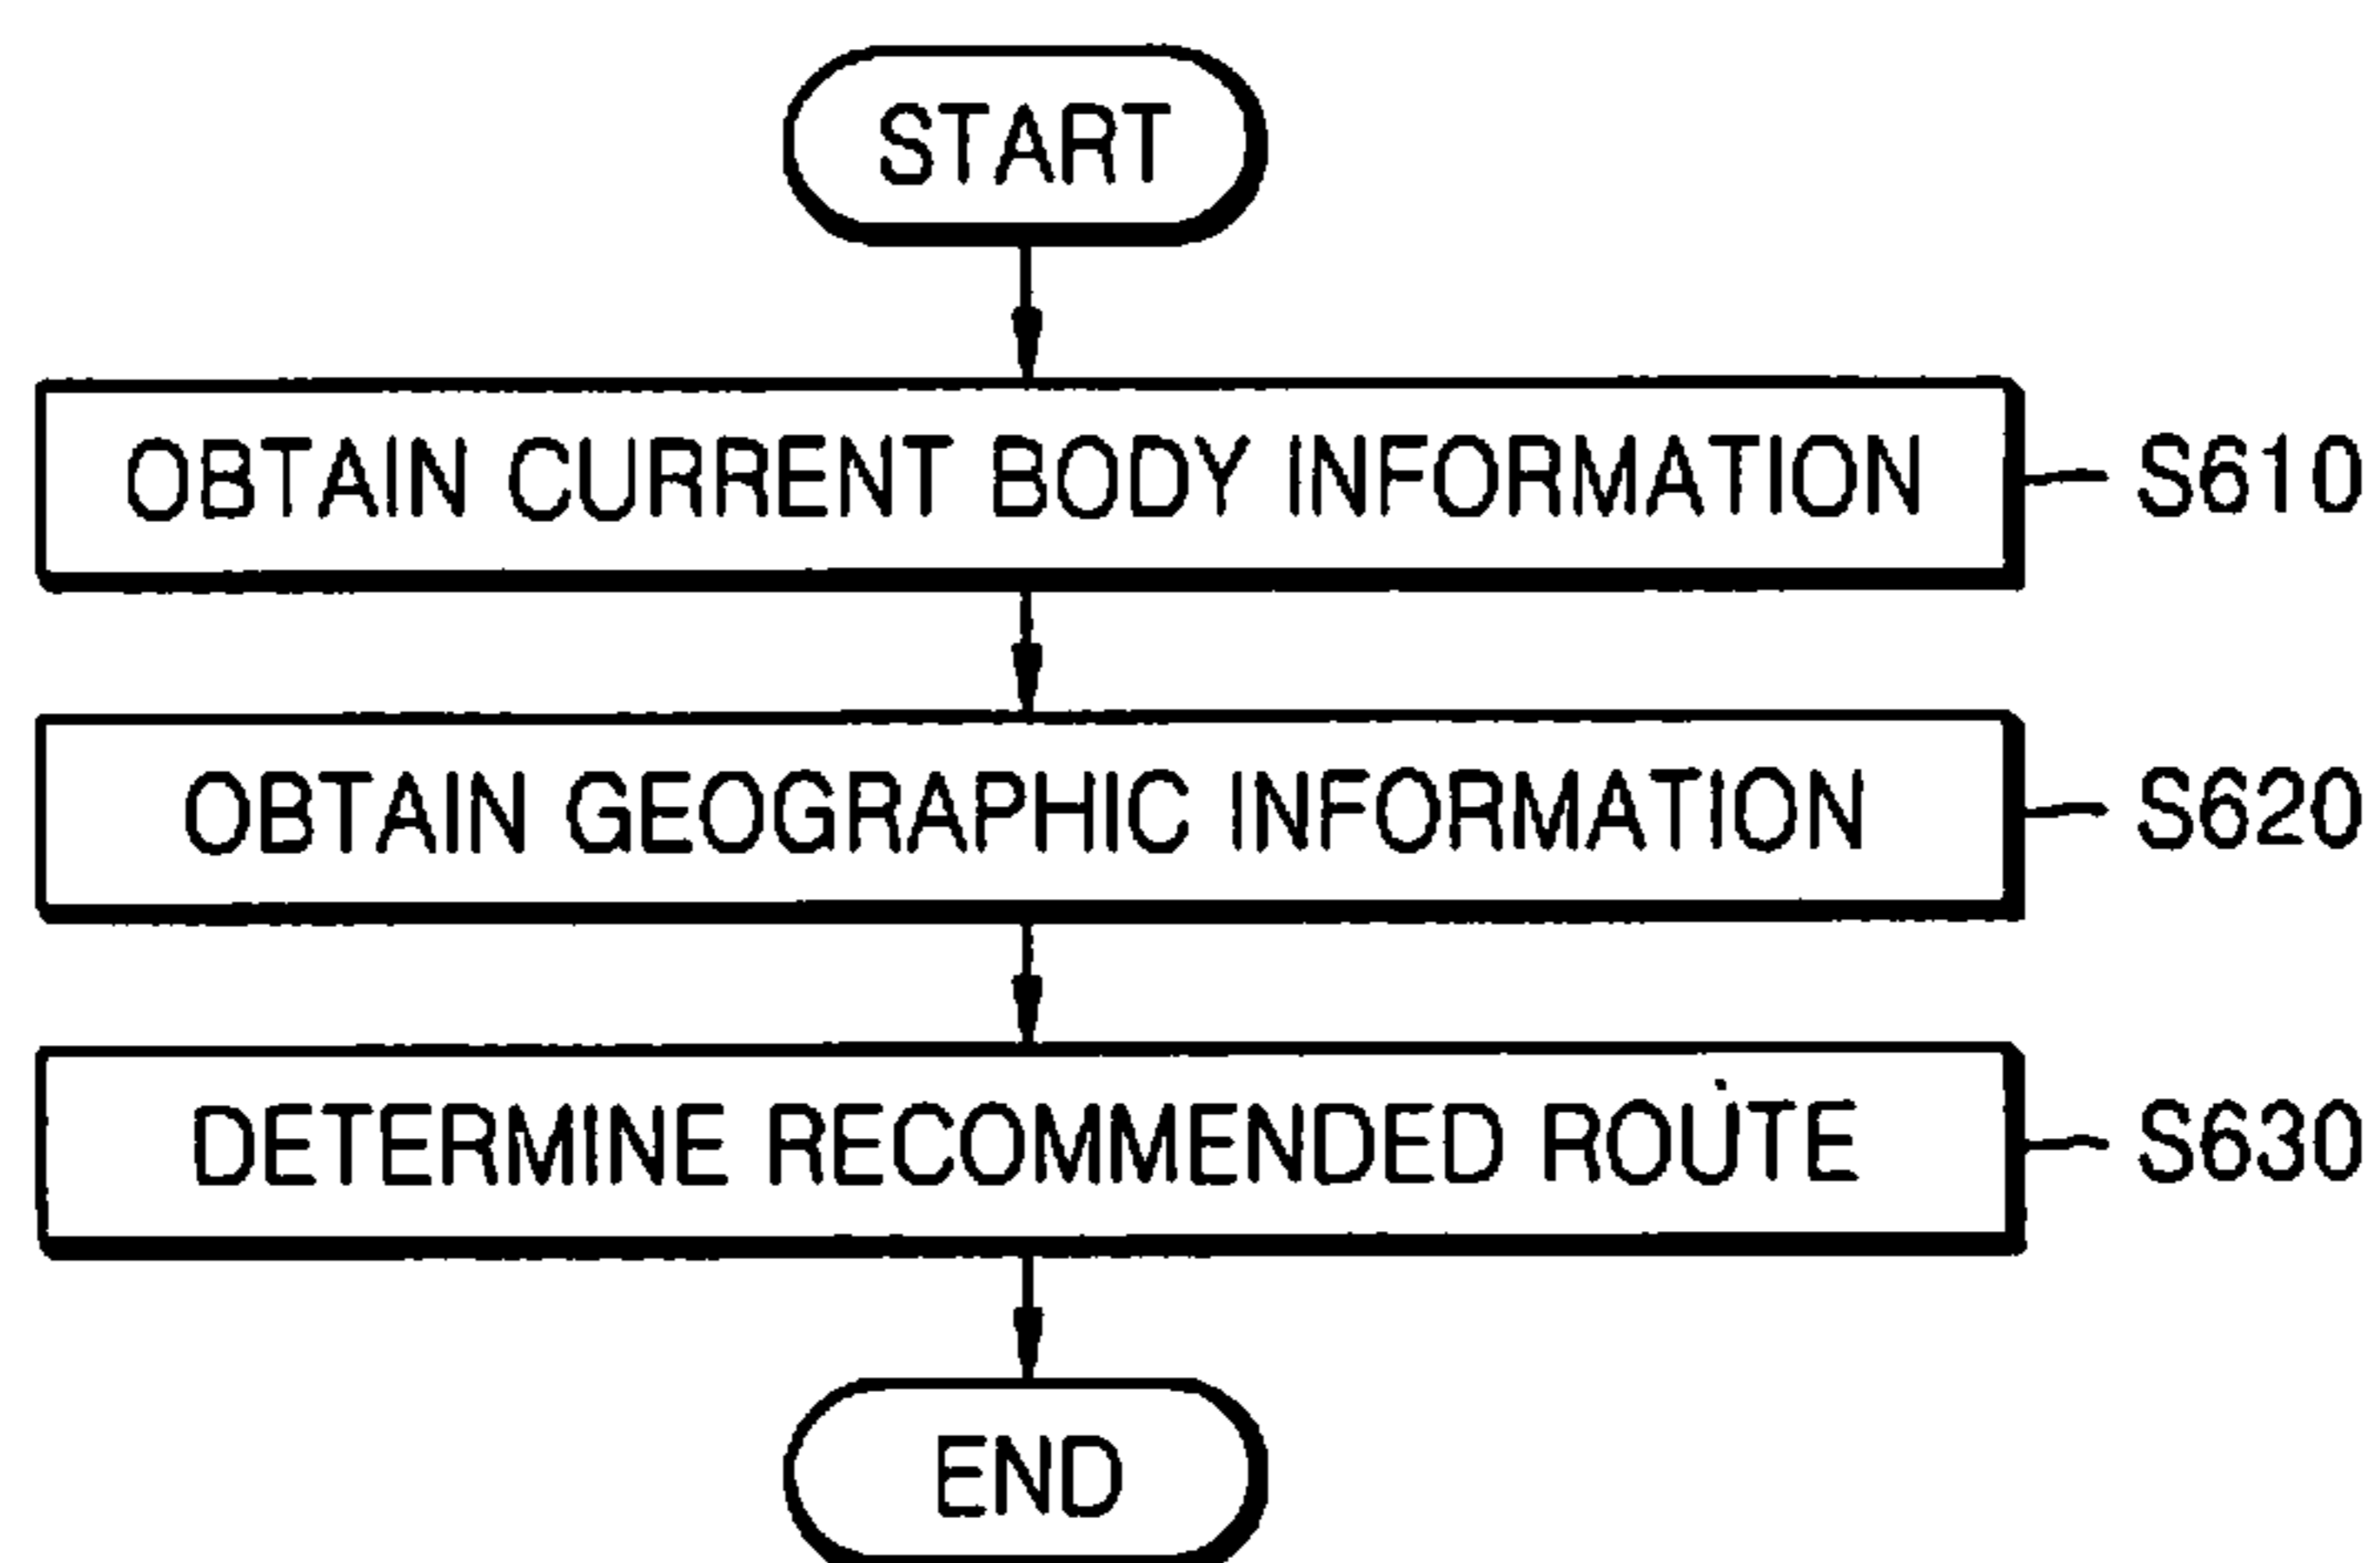 START
OBTAIN CURRENT BODY INFORMATION S610
OBTAIN GEOGRAPHIC INFORMATION S620
DETERMINE RECOMMENDED ROUTE S630
END